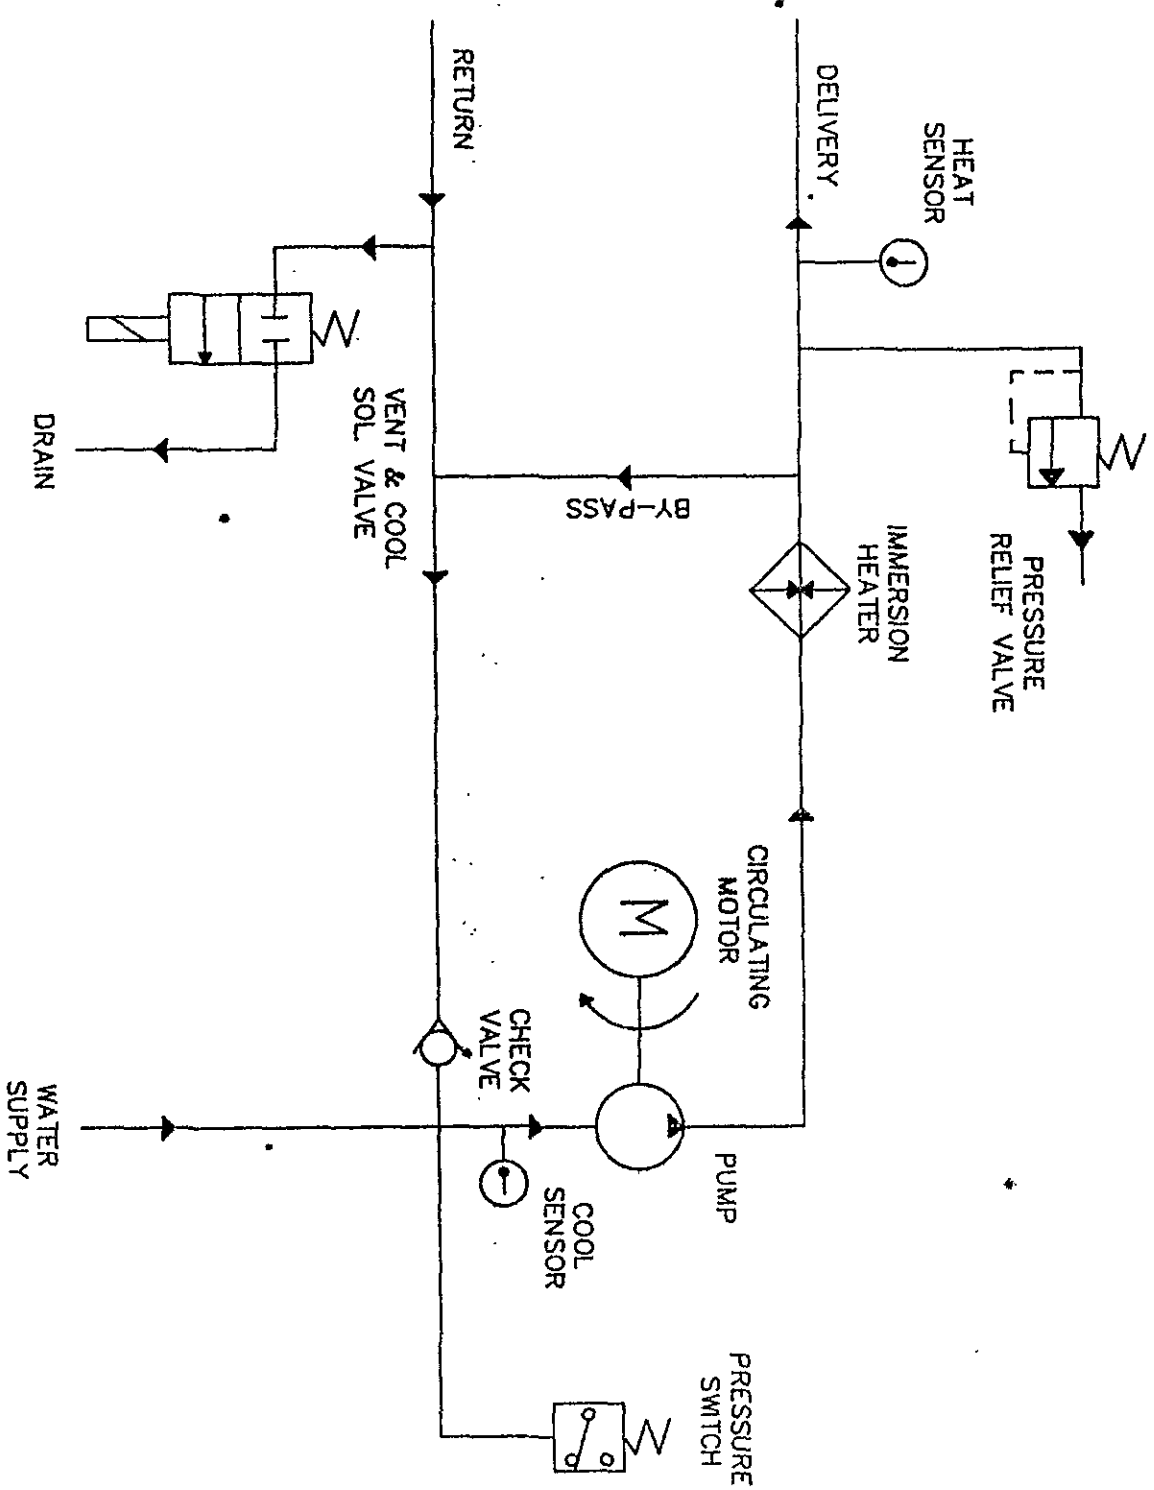 PRESSURE
RELIEF VALVE
HEAT
SENSOR
IMMERSION
HEATER
DELIVERY
CIRCULATING
MOTOR
M
PUMP
PRESSURE
SWITCH
BY-PASS
COOL
SENSOR
CHECK
VALVE
RETURN
VENT & COOL
SOL. VALVE
DRAIN
WATER
SUPPLY